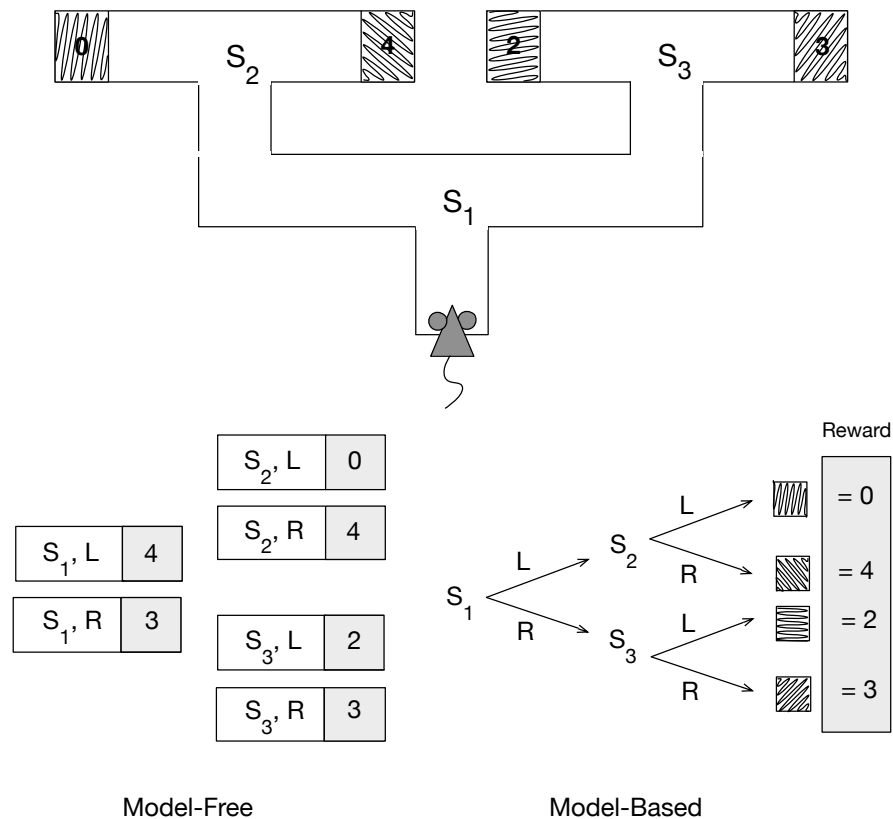 0
4
2
3
S₂
S₃
S₁
S₂, L 0
S₂, R 4
S₁, L 4
S₁, R 3
S₃, L 2
S₃, R 3
Reward
S₁
L
R
S₂
S₃
L
R
L
R
= 0
= 4
= 2
= 3
Model-Free
Model-Based